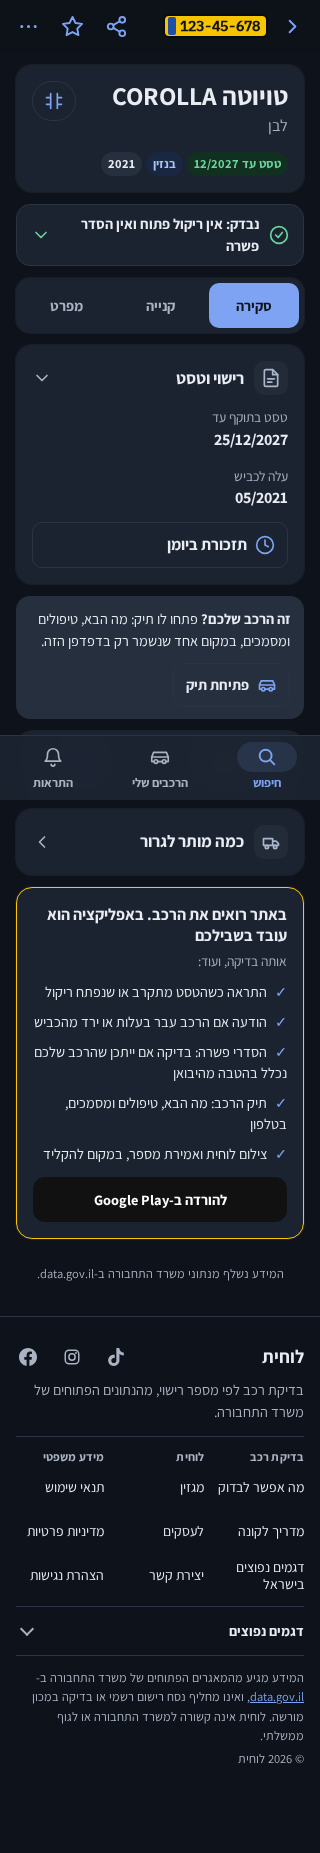 123-45-678
טויוטה COROLLA
לבן
טסט עד 12/2027
בנזין
2021
נבדק: אין ריקול פתוח ואין הסדר
פשרה
סקירה
קנייה
מפרט
רישוי וטסט
טסט בתוקף עד
25/12/2027
עלה לכביש
05/2021
תזכורת ביומן
זה הרכב שלכם? פתחו לו תיק: מה הבא, טיפולים
ומסמכים, במקום אחד שנשמר רק בדפדפן הזה.
פתיחת תיק
חיפוש
הרכבים שלי
התראות
כמה מותר לגרור
באתר רואים את הרכב. באפליקציה הוא
עובד בשבילכם
אותה בדיקה, ועוד:
✓ התראה כשהטסט מתקרב או שנפתח ריקול
✓ הודעה אם הרכב עבר בעלות או ירד מהכביש
✓ הסדרי פשרה: בדיקה אם ייתכן שהרכב שלכם
נכלל בהטבה מהיבואן
✓ תיק הרכב: מה הבא, טיפולים ומסמכים,
בטלפון
✓ צילום לוחית ואמירת מספר, במקום להקליד
להורדה ב-Google Play
המידע נשלף מנתוני משרד התחבורה ב-data.gov.il.
לוחית
בדיקת רכב לפי מספר רישוי, מהנתונים הפתוחים של
משרד התחבורה.
בדיקת רכב
לוחית
מידע משפטי
מה אפשר לבדוק
מגזין
תנאי שימוש
מדריך לקונה
לעסקים
מדיניות פרטיות
דגמים נפוצים
בישראל
יצירת קשר
הצהרת נגישות
דגמים נפוצים
המידע מגיע מהמאגרים הפתוחים של משרד התחבורה ב-
data.gov.il, ואינו מחליף נסח רישום רשמי או בדיקה במכון
מורשה. לוחית אינה קשורה למשרד התחבורה או לגוף
ממשלתי.
© 2026 לוחית